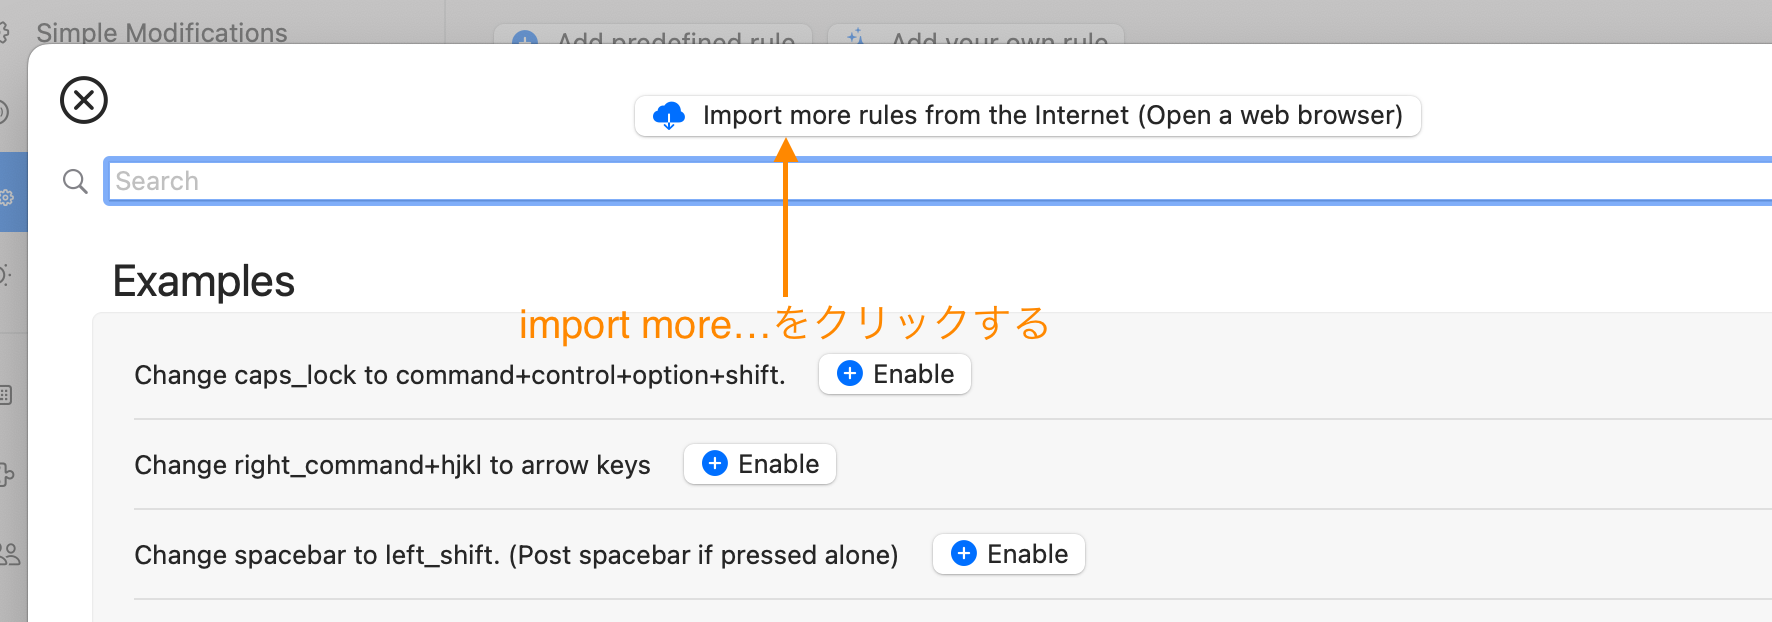 Simple Modifications
Add predefined rule
Add your own rule
Import more rules from the Internet (Open a web browser)
Search
Examples
import more...をクリックする
Change caps_lock to command+control+option+shift.
Enable
Change right_command+hjkl to arrow keys
Enable
Change spacebar to left_shift. (Post spacebar if pressed alone)
Enable